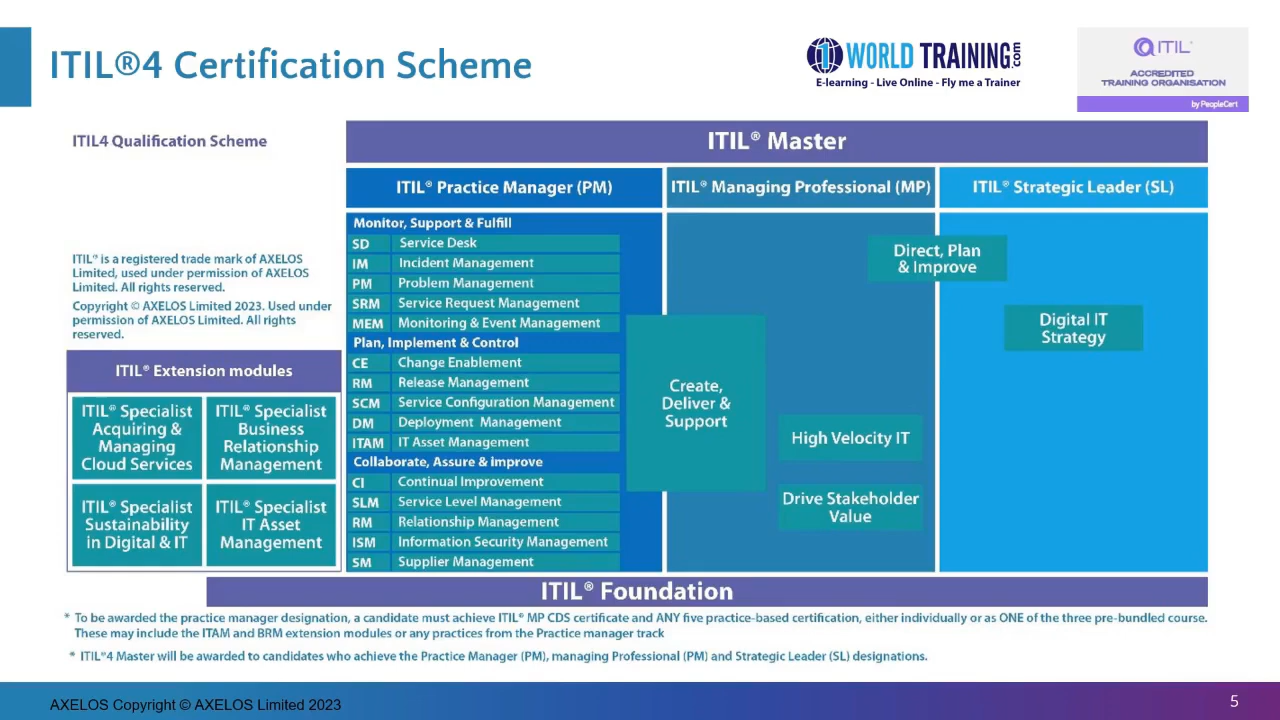 ITIL®4 Certification Scheme
1WORLD TRAINING.com
E-learning - Live Online - Fly me a Trainer
ITIL®
ACCREDITED
TRAINING ORGANISATION
by PeopleCert
ITIL4 Qualification Scheme
ITIL® is a registered trade mark of AXELOS
Limited, used under permission of AXELOS
Limited. All rights reserved.
Copyright © AXELOS Limited 2023. Used under
permission of AXELOS Limited. All rights
reserved.
ITIL® Extension modules
ITIL® Specialist
Acquiring &
Managing
Cloud Services
ITIL® Specialist
Business
Relationship
Management
ITIL® Specialist
Sustainability
in Digital & IT
ITIL® Specialist
IT Asset
Management
ITIL® Master
ITIL® Practice Manager (PM)
ITIL® Managing Professional (MP)
ITIL® Strategic Leader (SL)
Monitor, Support & Fulfill
SD Service Desk
IM Incident Management
PM Problem Management
SRM Service Request Management
MEM Monitoring & Event Management
Plan, Implement & Control
CE Change Enablement
RM Release Management
SCM Service Configuration Management
DM Deployment Management
ITAM IT Asset Management
Collaborate, Assure & improve
CI Continual Improvement
SLM Service Level Management
RM Relationship Management
ISM Information Security Management
SM Supplier Management
Create,
Deliver &
Support
Direct, Plan
& Improve
High Velocity IT
Drive Stakeholder
Value
Digital IT
Strategy
ITIL® Foundation
* To be awarded the practice manager designation, a candidate must achieve ITIL® MP CDS certificate and ANY five practice-based certification, either individually or as ONE of the three pre-bundled course.
These may include the ITAM and BRM extension modules or any practices from the Practice manager track
* ITIL®4 Master will be awarded to candidates who achieve the Practice Manager (PM), managing Professional (PM) and Strategic Leader (SL) designations.
AXELOS Copyright © AXELOS Limited 2023
5